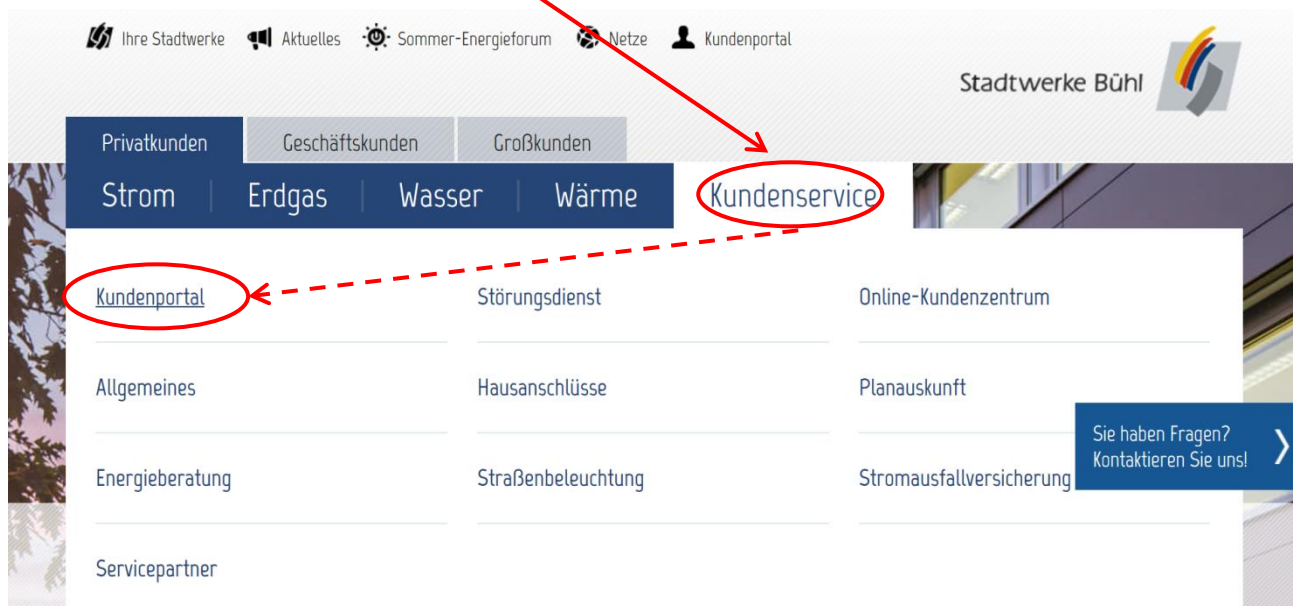 Ihre Stadtwerke Aktuelles Sommer-Energieforum Netze Kundenportal
Stadtwerke Bühl
Privatkunden Geschäftskunden Großkunden
Strom Erdgas Wasser Wärme Kundenservice
Kundenportal Störungsdienst Online-Kundenzentrum
Allgemeines Hausanschlüsse Planauskunft
Sie haben Fragen?
Kontaktieren Sie uns!
Energieberatung Straßenbeleuchtung Stromausfallversicherung
Servicepartner